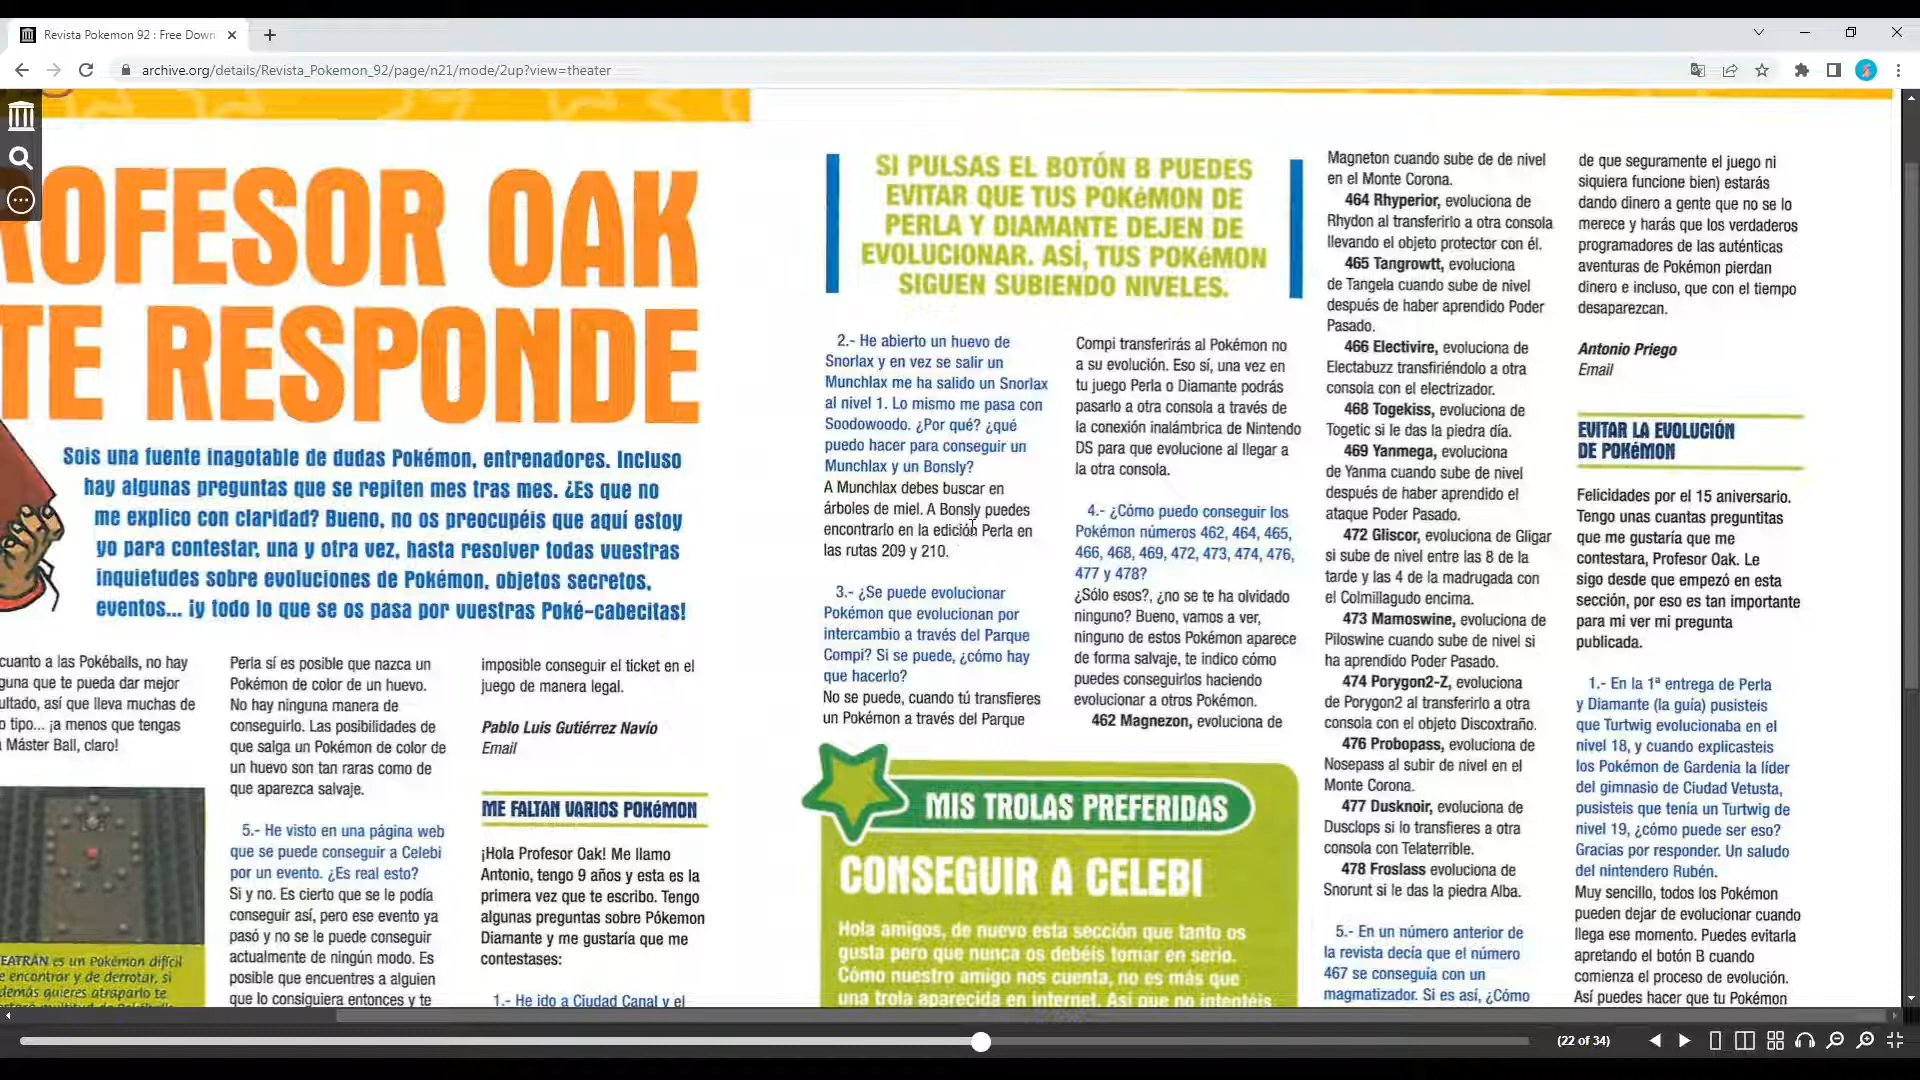 Revista Pokemon 92 : Free Down
archive.org/details/Revista_Pokemon_92/page/n21/mode/2up?view=theater
ROFESOR OAK
TE RESPONDE
Sois una fuente inagotable de dudas Pokémon, entrenadores. Incluso
hay algunas preguntas que se repiten mes tras mes. ¿Es que no
me explico con claridad? Bueno, no os preocupéis que aquí estoy
yo para contestar, una y otra vez, hasta resolver todas vuestras
inquietudes sobre evoluciones de Pokémon, objetos secretos,
eventos... ¡y todo lo que se os pasa por vuestras Poké-cabecitas!
cuanto a las Pokéballs, no hay
guna que te pueda dar mejor
ultado, así que lleva muchas de
o tipo... ¡a menos que tengas
Máster Ball, claro!
EATRÁN es un Pokémon difícil
e encontrar y de derrotar, si
demás quieres atraparlo te
Perla sí es posible que nazca un
Pokémon de color de un huevo.
No hay ninguna manera de
conseguirlo. Las posibilidades de
que salga un Pokémon de color de
un huevo son tan raras como de
que aparezca salvaje.
5.- He visto en una página web
que se puede conseguir a Celebi
por un evento. ¿Es real esto?
Si y no. Es cierto que se le podía
conseguir así, pero ese evento ya
pasó y no se le puede conseguir
actualmente de ningún modo. Es
posible que encuentres a alguien
que lo consiguiera entonces y te
imposible conseguir el ticket en el
juego de manera legal.
Pablo Luis Gutiérrez Navío
Email
ME FALTAN VARIOS POKéMON
¡Hola Profesor Oak! Me llamo
Antonio, tengo 9 años y esta es la
primera vez que te escribo. Tengo
algunas preguntas sobre Pókemon
Diamante y me gustaría que me
contestases:
1.- He ido a Ciudad Canal y el
SI PULSAS EL BOTÓN B PUEDES
EVITAR QUE TUS POKéMON DE
PERLA Y DIAMANTE DEJEN DE
EVOLUCIONAR. ASÍ, TUS POKéMON
SIGUEN SUBIENDO NIVELES.
2.- He abierto un huevo de
Snorlax y en vez se salir un
Munchlax me ha salido un Snorlax
al nivel 1. Lo mismo me pasa con
Soodowoodo. ¿Por qué? ¿qué
puedo hacer para conseguir un
Munchlax y un Bonsly?
A Munchlax debes buscar en
árboles de miel. A Bonsly puedes
encontrarlo en la edición Perla en
las rutas 209 y 210.
3.- ¿Se puede evolucionar
Pokémon que evolucionan por
intercambio a través del Parque
Compi? Si se puede, ¿cómo hay
que hacerlo?
No se puede, cuando tú transfieres
un Pokémon a través del Parque
Compi transferirás al Pokémon no
a su evolución. Eso sí, una vez en
tu juego Perla o Diamante podrás
pasarlo a otra consola a través de
la conexión inalámbrica de Nintendo
DS para que evolucione al llegar a
la otra consola.
4.- ¿Cómo puedo conseguir los
Pokémon números 462, 464, 465,
466, 468, 469, 472, 473, 474, 476,
477 y 478?
¿Sólo esos?, ¿no se te ha olvidado
ninguno? Bueno, vamos a ver,
ninguno de estos Pokémon aparece
de forma salvaje, te indico cómo
puedes conseguirlos haciendo
evolucionar a otros Pokémon.
462 Magnezon, evoluciona de
MIS TROLAS PREFERIDAS
CONSEGUIR A CELEBI
Hola amigos, de nuevo esta sección que tanto os
gusta pero que nunca os debéis tomar en serio.
Cómo nuestro amigo nos cuenta, no es más que
una trola aparecida en internet. Así que no intentéis
Magneton cuando sube de de nivel
en el Monte Corona.
464 Rhyperior, evoluciona de
Rhydon al transferirlo a otra consola
llevando el objeto protector con él.
465 Tangrowtt, evoluciona
de Tangela cuando sube de nivel
después de haber aprendido Poder
Pasado.
466 Electivire, evoluciona de
Electabuzz transfiriéndolo a otra
consola con el electrizador.
468 Togekiss, evoluciona de
Togetic si le das la piedra día.
469 Yanmega, evoluciona
de Yanma cuando sube de nivel
después de haber aprendido el
ataque Poder Pasado.
472 Gliscor, evoluciona de Gligar
si sube de nivel entre las 8 de la
tarde y las 4 de la madrugada con
el Colmillagudo encima.
473 Mamoswine, evoluciona de
Piloswine cuando sube de nivel si
ha aprendido Poder Pasado.
474 Porygon2-Z, evoluciona
de Porygon2 al transferirlo a otra
consola con el objeto Discoxtraño.
476 Probopass, evoluciona de
Nosepass al subir de nivel en el
Monte Corona.
477 Dusknoir, evoluciona de
Dusclops si lo transfieres a otra
consola con Telaterrible.
478 Froslass evoluciona de
Snorunt si le das la piedra Alba.
5.- En un número anterior de
la revista decía que el número
467 se conseguía con un
magmatizador. Si es así, ¿Cómo
de que seguramente el juego ni
siquiera funcione bien) estarás
dando dinero a gente que no se lo
merece y harás que los verdaderos
programadores de las auténticas
aventuras de Pokémon pierdan
dinero e incluso, que con el tiempo
desaparezcan.
Antonio Priego
Email
EVITAR LA EVOLUCIÓN
DE POKéMON
Felicidades por el 15 aniversario.
Tengo unas cuantas preguntitas
que me gustaría que me
contestara, Profesor Oak. Le
sigo desde que empezó en esta
sección, por eso es tan importante
para mi ver mi pregunta
publicada.
1.- En la 1ª entrega de Perla
y Diamante (la guía) pusisteis
que Turtwig evolucionaba en el
nivel 18, y cuando explicasteis
los Pokémon de Gardenia la líder
del gimnasio de Ciudad Vetusta,
pusisteis que tenía un Turtwig de
nivel 19, ¿cómo puede ser eso?
Gracias por responder. Un saludo
del nintendero Rubén.
Muy sencillo, todos los Pokémon
pueden dejar de evolucionar cuando
llega ese momento. Puedes evitarla
apretando el botón B cuando
comienza el proceso de evolución.
Así puedes hacer que tu Pokémon
(22 of 34)